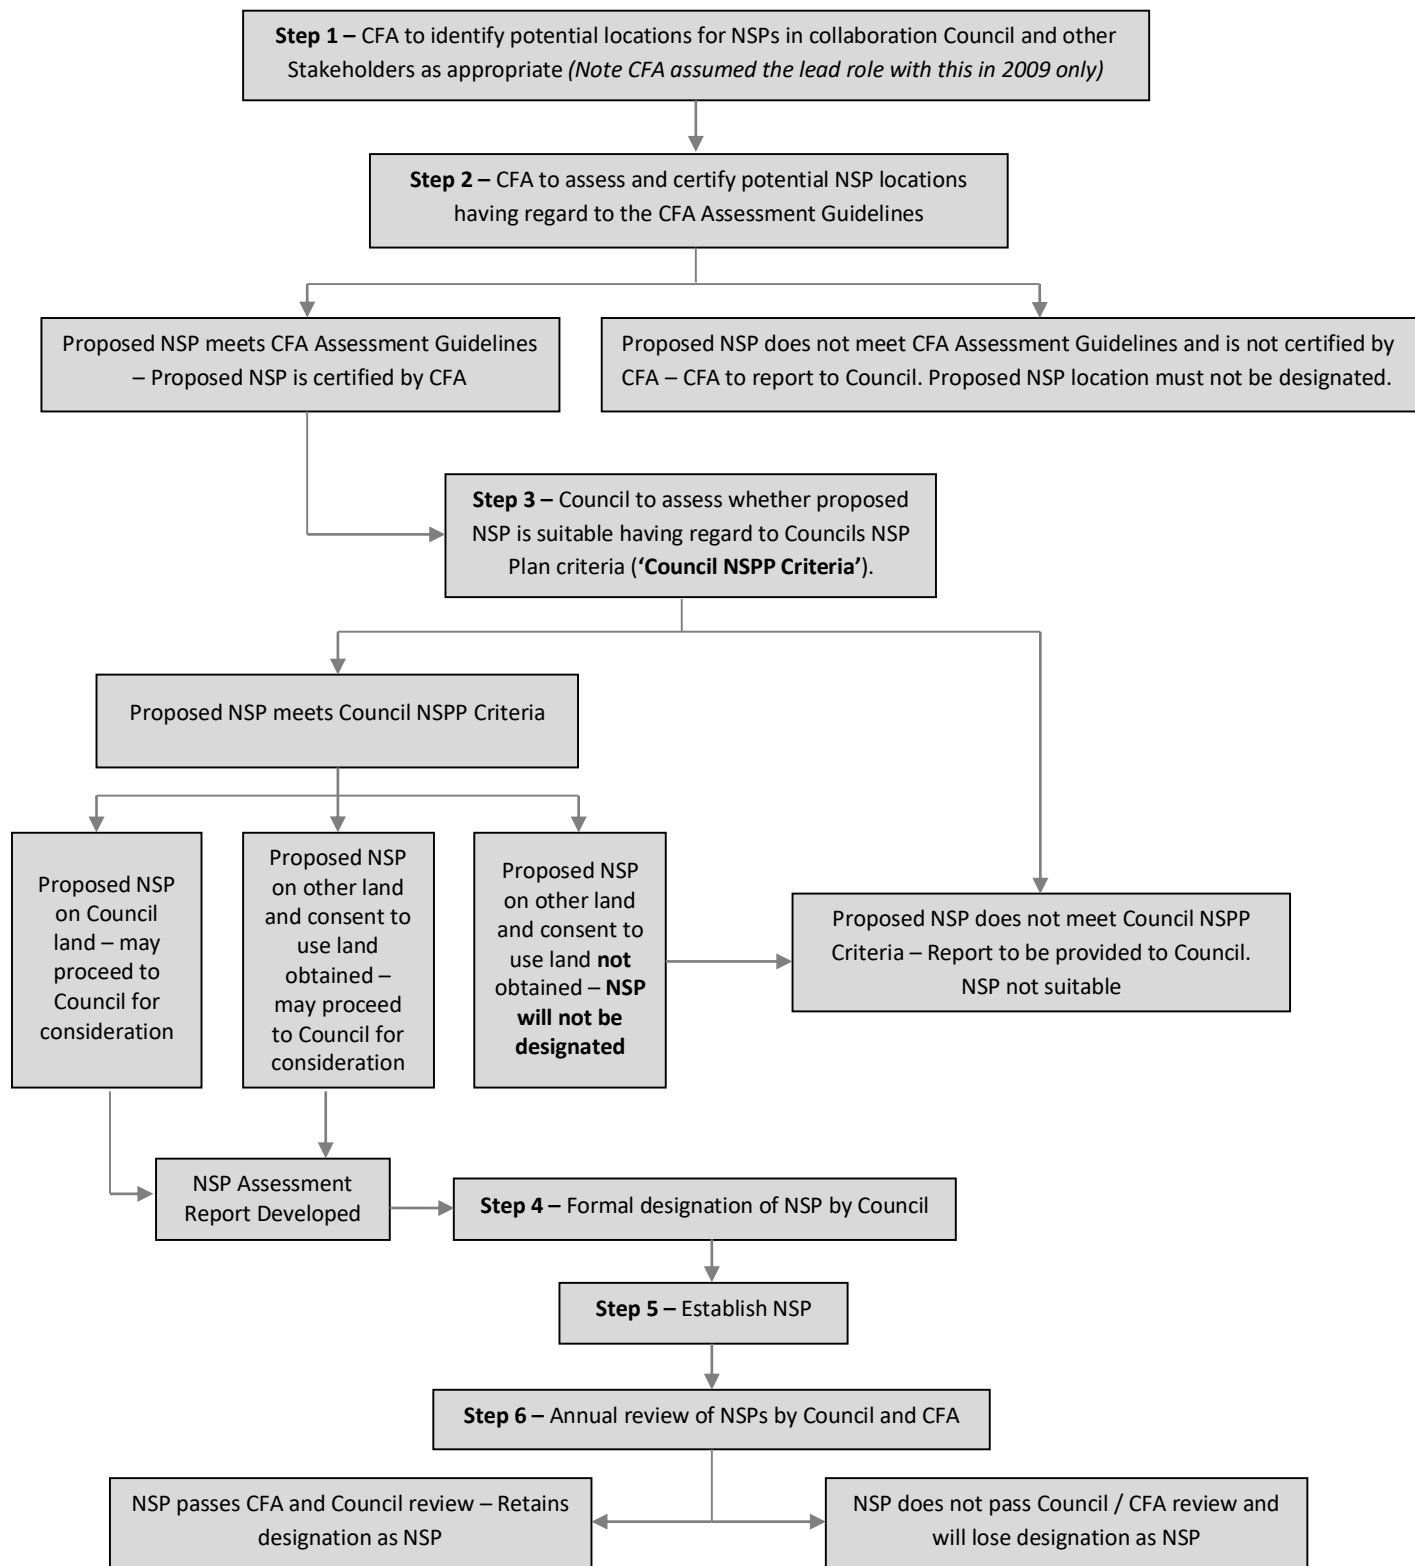 Step 1 – CFA to identify potential locations for NSPs in collaboration Council and other
Stakeholders as appropriate (Note CFA assumed the lead role with this in 2009 only)
Step 2 – CFA to assess and certify potential NSP locations
having regard to the CFA Assessment Guidelines
Proposed NSP meets CFA Assessment Guidelines
– Proposed NSP is certified by CFA
Proposed NSP does not meet CFA Assessment Guidelines and is not certified by
CFA – CFA to report to Council. Proposed NSP location must not be designated.
Step 3 – Council to assess whether proposed
NSP is suitable having regard to Councils NSP
Plan criteria (‘Council NSPP Criteria’).
Proposed NSP meets Council NSPP Criteria
Proposed NSP
on Council
land – may
proceed to
Council for
consideration
Proposed NSP
on other land
and consent to
use land
obtained –
may proceed
to Council for
consideration
Proposed NSP
on other land
and consent to
use land not
obtained – NSP
will not be
designated
Proposed NSP does not meet Council NSPP
Criteria – Report to be provided to Council.
NSP not suitable
NSP Assessment
Report Developed
Step 4 – Formal designation of NSP by Council
Step 5 – Establish NSP
Step 6 – Annual review of NSPs by Council and CFA
NSP passes CFA and Council review – Retains
designation as NSP
NSP does not pass Council / CFA review and
will lose designation as NSP